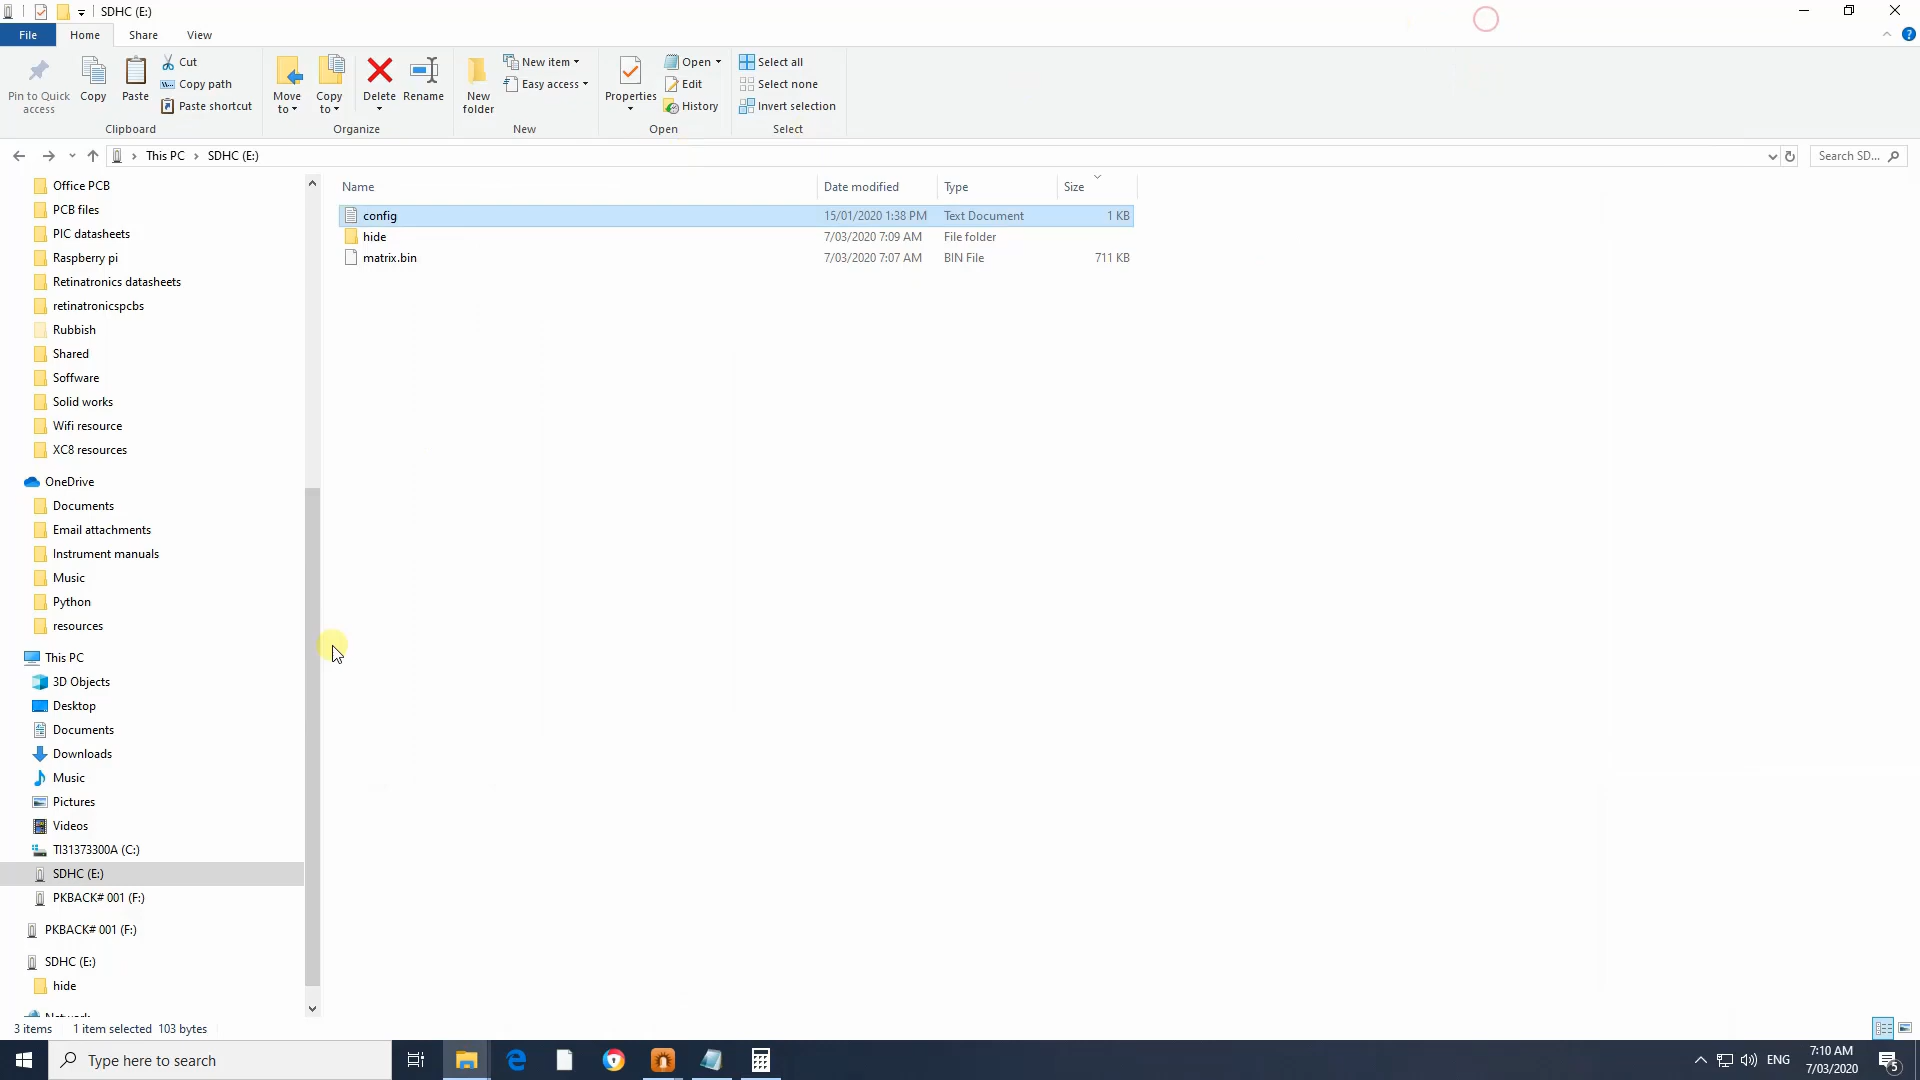 SDHC (E:)
File Home Share View
Pin to Quick access
Copy
Paste
Cut
Copy path
Paste shortcut
Clipboard
Move to
Copy to
Delete
Rename
Organize
New folder
New item
Easy access
New
Properties
Open
Edit
History
Open
Select all
Select none
Invert selection
Select
This PC SDHC (E:)
Search SD...
Office PCB
PCB files
PIC datasheets
Raspberry pi
Retinatronics datasheets
retinatronicspcbs
Rubbish
Shared
Soffware
Solid works
Wifi resource
XC8 resources
OneDrive
Documents
Email attachments
Instrument manuals
Music
Python
resources
This PC
3D Objects
Desktop
Documents
Downloads
Music
Pictures
Videos
TI31373300A (C:)
SDHC (E:)
PKBACK# 001 (F:)
PKBACK# 001 (F:)
SDHC (E:)
hide
Name Date modified Type Size
config 15/01/2020 1:38 PM Text Document 1 KB
hide 7/03/2020 7:09 AM File folder
matrix.bin 7/03/2020 7:07 AM BIN File 711 KB
3 items 1 item selected 103 bytes
Type here to search
ENG
7:10 AM
7/03/2020
5